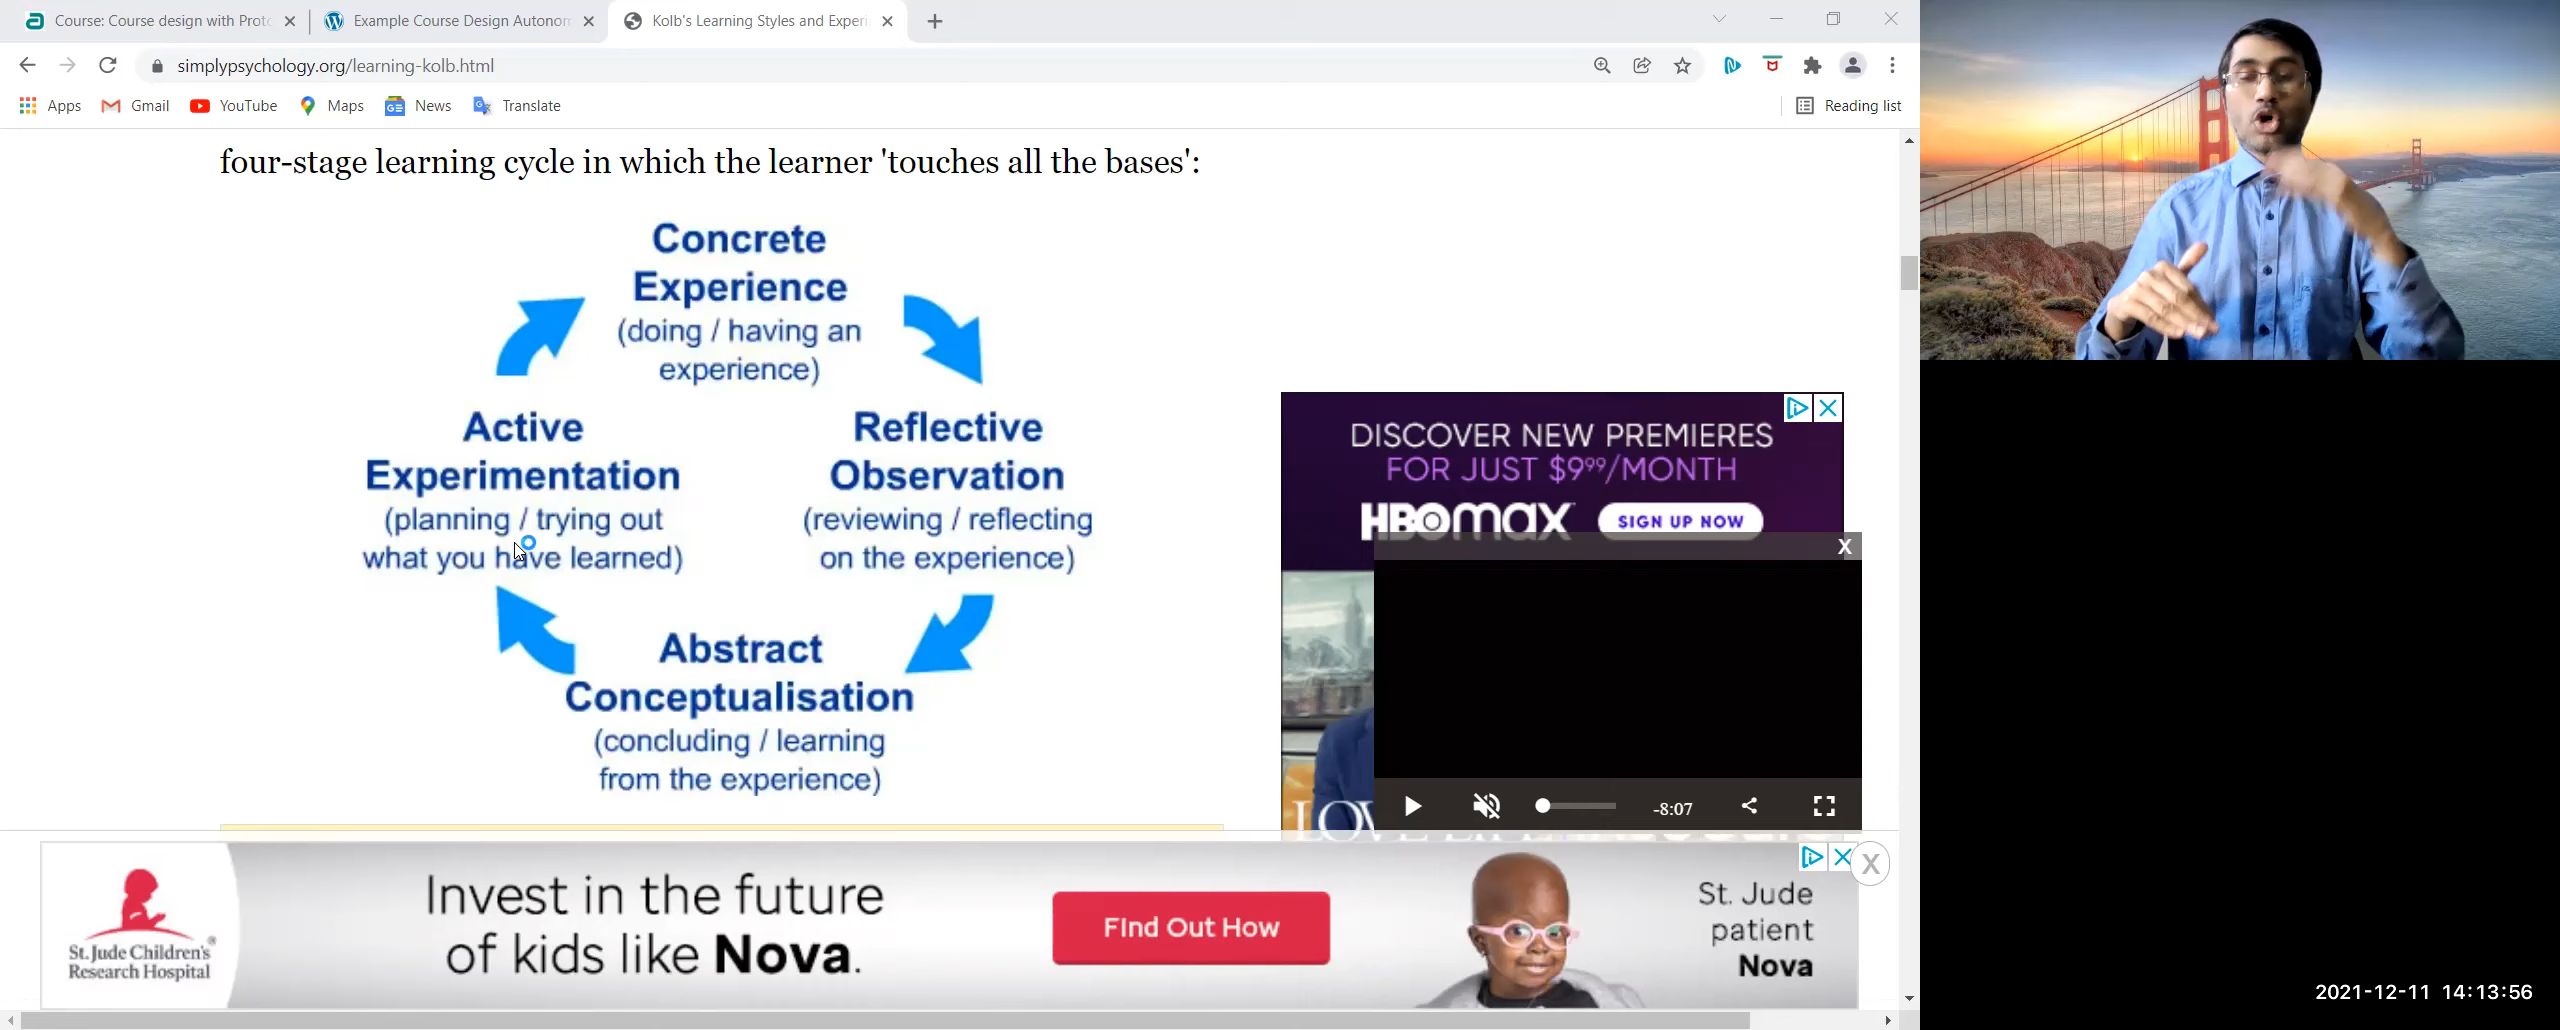 Course: Course design with Proto
Example Course Design Autonom
Kolb's Learning Styles and Experi
simplypsychology.org/learning-kolb.html
Apps
Gmail
YouTube
Maps
News
Translate
Reading list
four-stage learning cycle in which the learner 'touches all the bases':
Concrete
Experience
(doing / having an
experience)
Active
Experimentation
(planning / trying out
what you have learned)
Reflective
Observation
(reviewing / reflecting
on the experience)
Abstract
Conceptualisation
(concluding / learning
from the experience)
DISCOVER NEW PREMIERES
FOR JUST $9⁹⁹/MONTH
HBOMAX
SIGN UP NOW
X
-8:07
St. Jude Children's®
Research Hospital
Invest in the future
of kids like Nova.
Find Out How
St. Jude
patient
Nova
X
2021-12-11 14:13:56